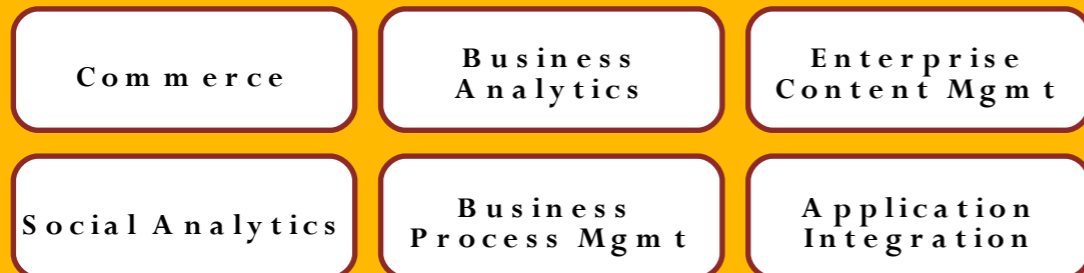 Commerce
Business
Analytics
Enterprise
Content Mgmt
Social Analytics
Business
Process Mgmt
Application
Integration